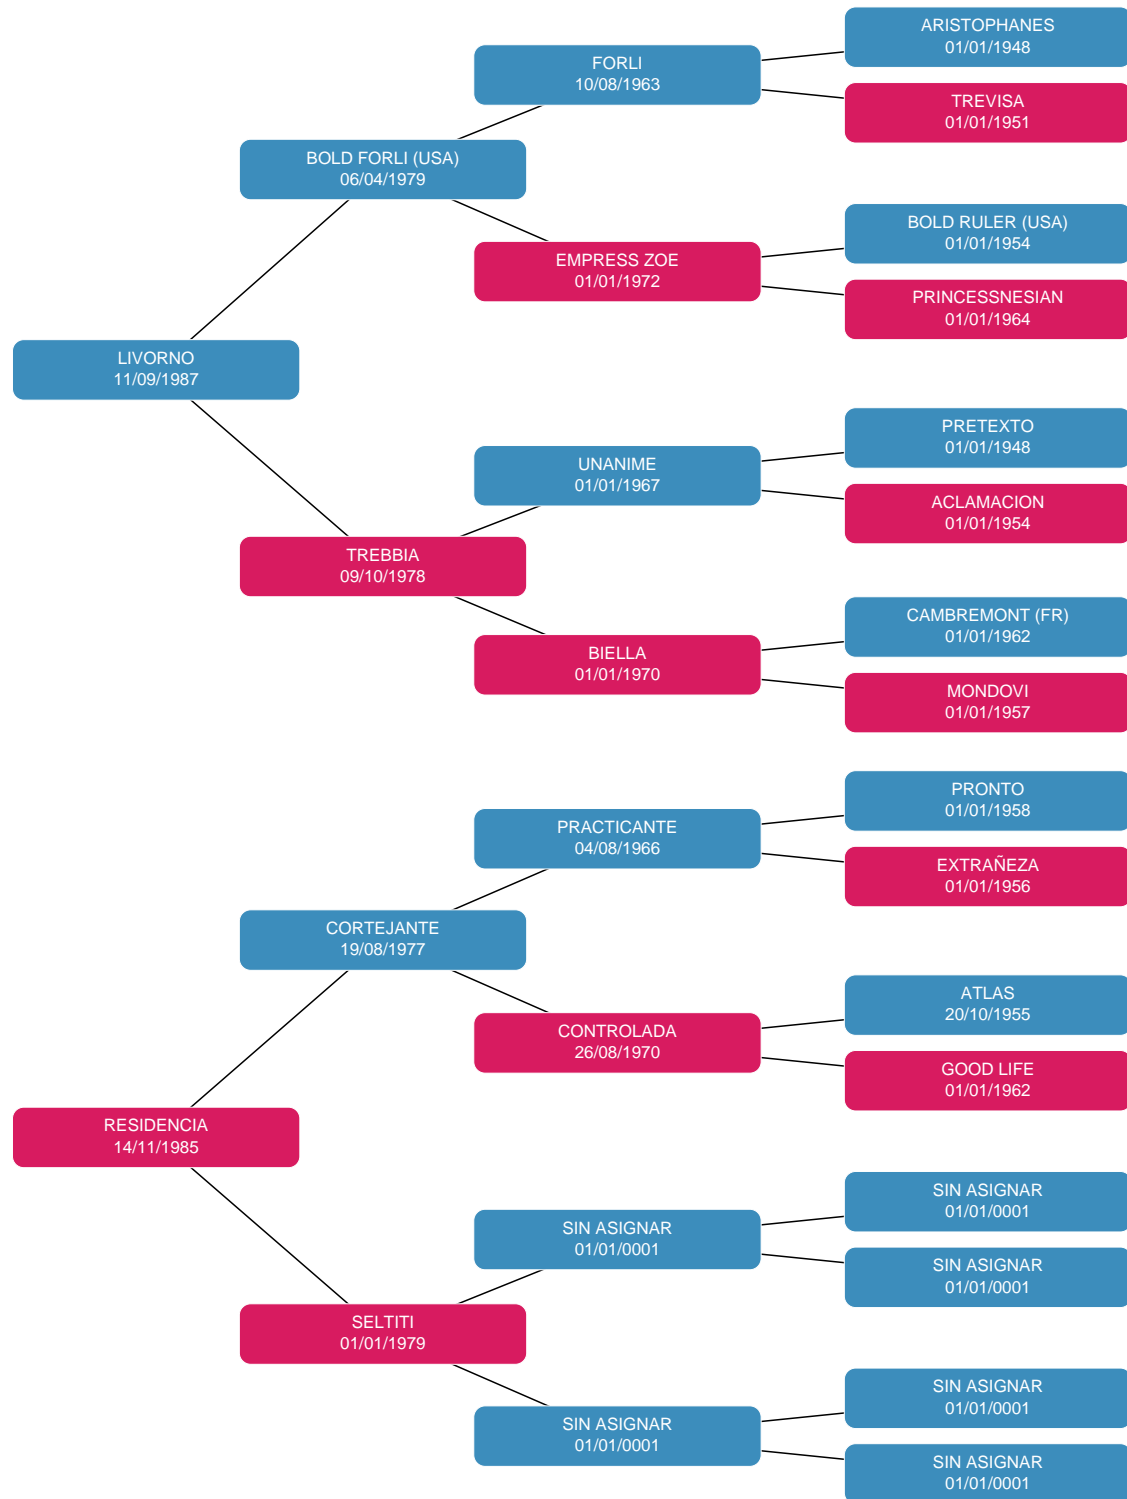 ARISTOPHANES
01/01/1948
FORLI
10/08/1963
TREVISA
01/01/1951
BOLD FORLI (USA)
06/04/1979
BOLD RULER (USA)
01/01/1954
EMPRESS ZOE
01/01/1972
PRINCESSNESIAN
01/01/1964
LIVORNO
11/09/1987
PRETEXTO
01/01/1948
UNANIME
01/01/1967
ACLAMACION
01/01/1954
TREBBIA
09/10/1978
CAMBREMONT (FR)
01/01/1962
BIELLA
01/01/1970
MONDOVI
01/01/1957
PRONTO
01/01/1958
PRACTICANTE
04/08/1966
EXTRAÑEZA
01/01/1956
CORTEJANTE
19/08/1977
ATLAS
20/10/1955
CONTROLADA
26/08/1970
GOOD LIFE
01/01/1962
RESIDENCIA
14/11/1985
SIN ASIGNAR
01/01/0001
SIN ASIGNAR
01/01/0001
SIN ASIGNAR
01/01/0001
SELTITI
01/01/1979
SIN ASIGNAR
01/01/0001
SIN ASIGNAR
01/01/0001
SIN ASIGNAR
01/01/0001